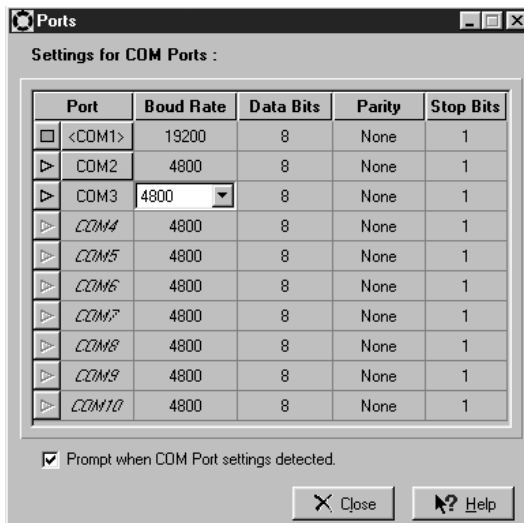 Ports
Settings for COM Ports :
Port Boud Rate Data Bits Parity Stop Bits
<COM1> 19200 8 None 1
COM2 4800 8 None 1
COM3 4800 8 None 1
COM4 4800 8 None 1
COM5 4800 8 None 1
COM6 4800 8 None 1
COM7 4800 8 None 1
COM8 4800 8 None 1
COM9 4800 8 None 1
COM10 4800 8 None 1
Prompt when COM Port settings detected.
Close Help